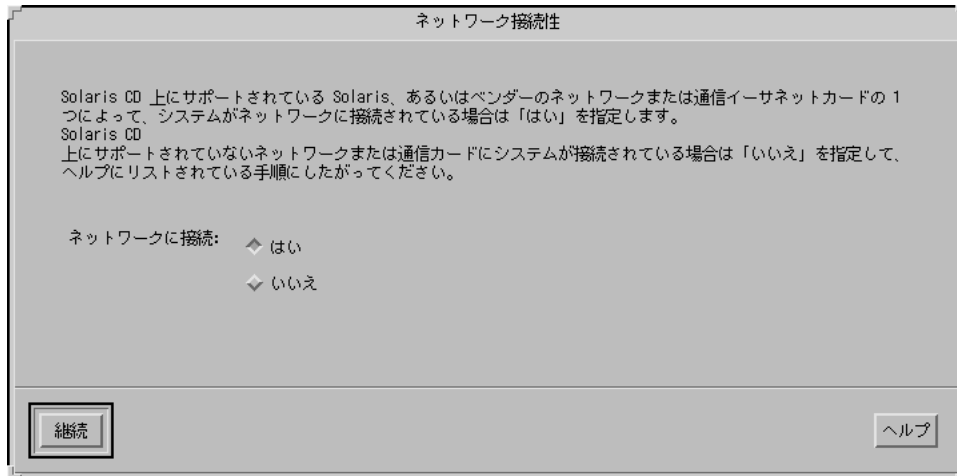 ネットワーク接続性
Solaris CD 上にサポートされている Solaris、あるいはベンダーのネットワークまたは通信イーサネットカードの 1
つによって、システムがネットワークに接続されている場合は「はい」を指定します。
Solaris CD
上にサポートされていないネットワークまたは通信カードにシステムが接続されている場合は「いいえ」を指定して、
ヘルプにリストされている手順にしたがってください。
ネットワークに接続:
はい
いいえ
継続
ヘルプ